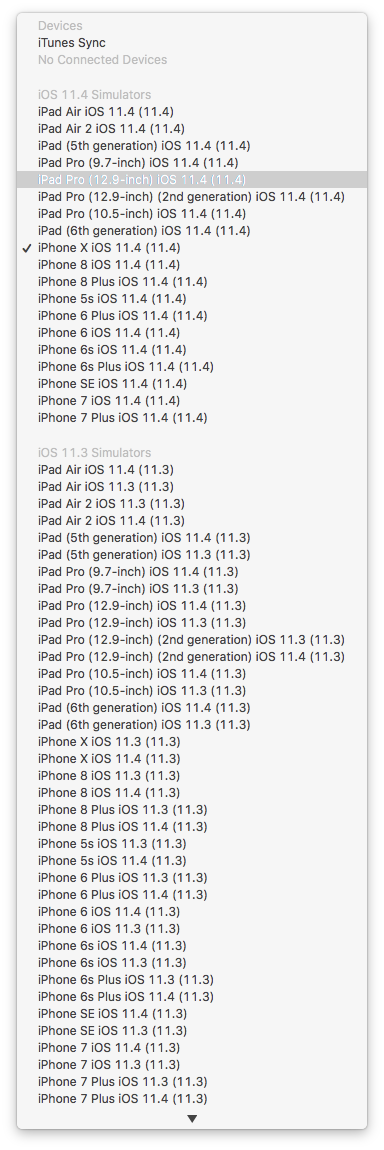 Devices
iTunes Sync
No Connected Devices
iOS 11.4 Simulators
iPad Air iOS 11.4 (11.4)
iPad Air 2 iOS 11.4 (11.4)
iPad (5th generation) iOS 11.4 (11.4)
iPad Pro (9.7-inch) iOS 11.4 (11.4)
iPad Pro (12.9-inch) iOS 11.4 (11.4)
iPad Pro (12.9-inch) (2nd generation) iOS 11.4 (11.4)
iPad Pro (10.5-inch) iOS 11.4 (11.4)
iPad (6th generation) iOS 11.4 (11.4)
✓ iPhone X iOS 11.4 (11.4)
iPhone 8 iOS 11.4 (11.4)
iPhone 8 Plus iOS 11.4 (11.4)
iPhone 5s iOS 11.4 (11.4)
iPhone 6 Plus iOS 11.4 (11.4)
iPhone 6 iOS 11.4 (11.4)
iPhone 6s iOS 11.4 (11.4)
iPhone 6s Plus iOS 11.4 (11.4)
iPhone SE iOS 11.4 (11.4)
iPhone 7 iOS 11.4 (11.4)
iPhone 7 Plus iOS 11.4 (11.4)
iOS 11.3 Simulators
iPad Air iOS 11.4 (11.3)
iPad Air iOS 11.3 (11.3)
iPad Air 2 iOS 11.3 (11.3)
iPad Air 2 iOS 11.4 (11.3)
iPad (5th generation) iOS 11.4 (11.3)
iPad (5th generation) iOS 11.3 (11.3)
iPad Pro (9.7-inch) iOS 11.4 (11.3)
iPad Pro (9.7-inch) iOS 11.3 (11.3)
iPad Pro (12.9-inch) iOS 11.4 (11.3)
iPad Pro (12.9-inch) iOS 11.3 (11.3)
iPad Pro (12.9-inch) (2nd generation) iOS 11.3 (11.3)
iPad Pro (12.9-inch) (2nd generation) iOS 11.4 (11.3)
iPad Pro (10.5-inch) iOS 11.4 (11.3)
iPad Pro (10.5-inch) iOS 11.3 (11.3)
iPad (6th generation) iOS 11.4 (11.3)
iPad (6th generation) iOS 11.3 (11.3)
iPhone X iOS 11.3 (11.3)
iPhone X iOS 11.4 (11.3)
iPhone 8 iOS 11.3 (11.3)
iPhone 8 iOS 11.4 (11.3)
iPhone 8 Plus iOS 11.3 (11.3)
iPhone 8 Plus iOS 11.4 (11.3)
iPhone 5s iOS 11.3 (11.3)
iPhone 5s iOS 11.4 (11.3)
iPhone 6 Plus iOS 11.3 (11.3)
iPhone 6 Plus iOS 11.4 (11.3)
iPhone 6 iOS 11.4 (11.3)
iPhone 6 iOS 11.3 (11.3)
iPhone 6s iOS 11.4 (11.3)
iPhone 6s iOS 11.3 (11.3)
iPhone 6s Plus iOS 11.3 (11.3)
iPhone 6s Plus iOS 11.4 (11.3)
iPhone SE iOS 11.4 (11.3)
iPhone SE iOS 11.3 (11.3)
iPhone 7 iOS 11.4 (11.3)
iPhone 7 iOS 11.3 (11.3)
iPhone 7 Plus iOS 11.3 (11.3)
iPhone 7 Plus iOS 11.4 (11.3)